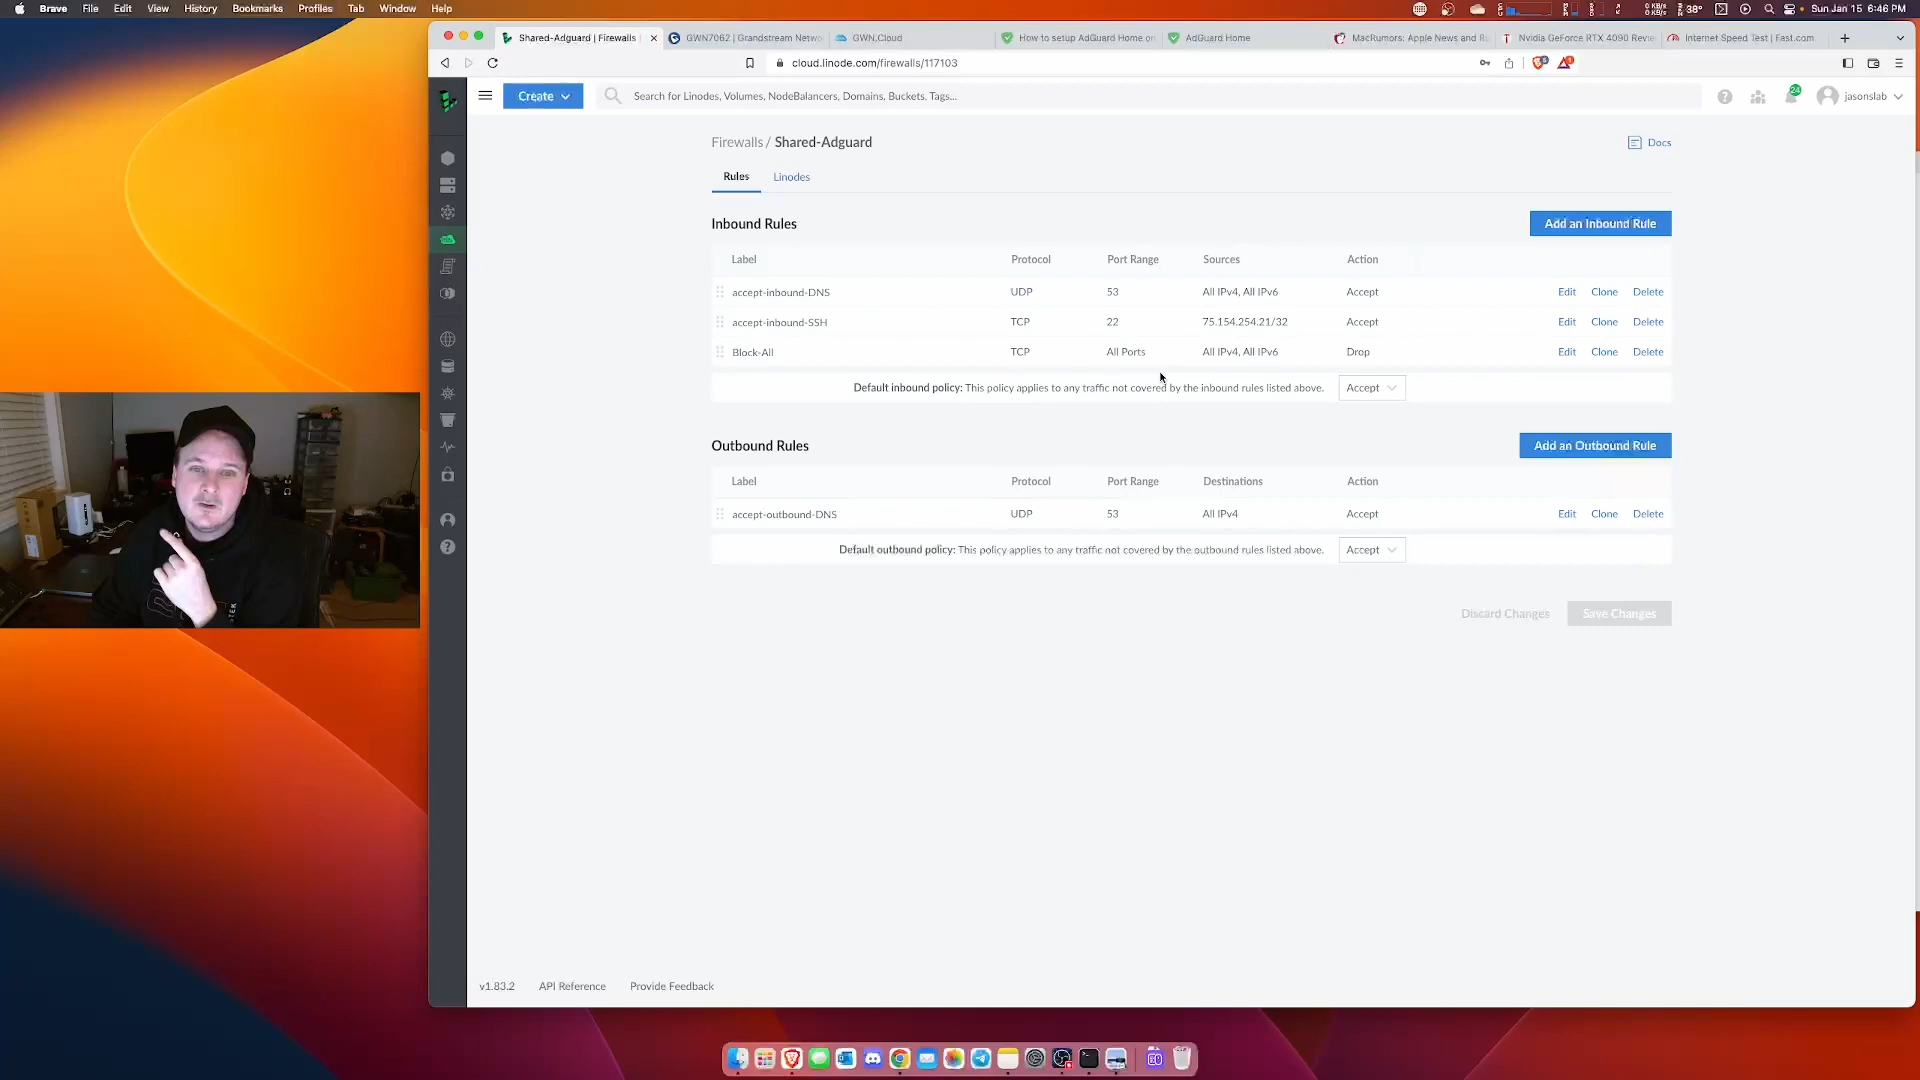 Brave File Edit View History Bookmarks Profiles Tab Window Help
38° Sun Jan 15 6:46 PM
Shared-Adguard | Firewalls
GWN7062 | Grandstream Netwo
GWN.Cloud
How to setup AdGuard Home on
AdGuard Home
MacRumors: Apple News and Ru
Nvidia GeForce RTX 4090 Revie
Internet Speed Test | Fast.com
cloud.linode.com/firewalls/117103
Create
Search for Linodes, Volumes, NodeBalancers, Domains, Buckets, Tags...
24
jasonslab
Firewalls / Shared-Adguard
Docs
Rules Linodes
Inbound Rules
Add an Inbound Rule
Label Protocol Port Range Sources Action
accept-inbound-DNS UDP 53 All IPv4, All IPv6 Accept Edit Clone Delete
accept-inbound-SSH TCP 22 75.154.254.21/32 Accept Edit Clone Delete
Block-All TCP All Ports All IPv4, All IPv6 Drop Edit Clone Delete
Default inbound policy: This policy applies to any traffic not covered by the inbound rules listed above. Accept
Outbound Rules
Add an Outbound Rule
Label Protocol Port Range Destinations Action
accept-outbound-DNS UDP 53 All IPv4 Accept Edit Clone Delete
Default outbound policy: This policy applies to any traffic not covered by the outbound rules listed above. Accept
Discard Changes Save Changes
v1.83.2 API Reference Provide Feedback